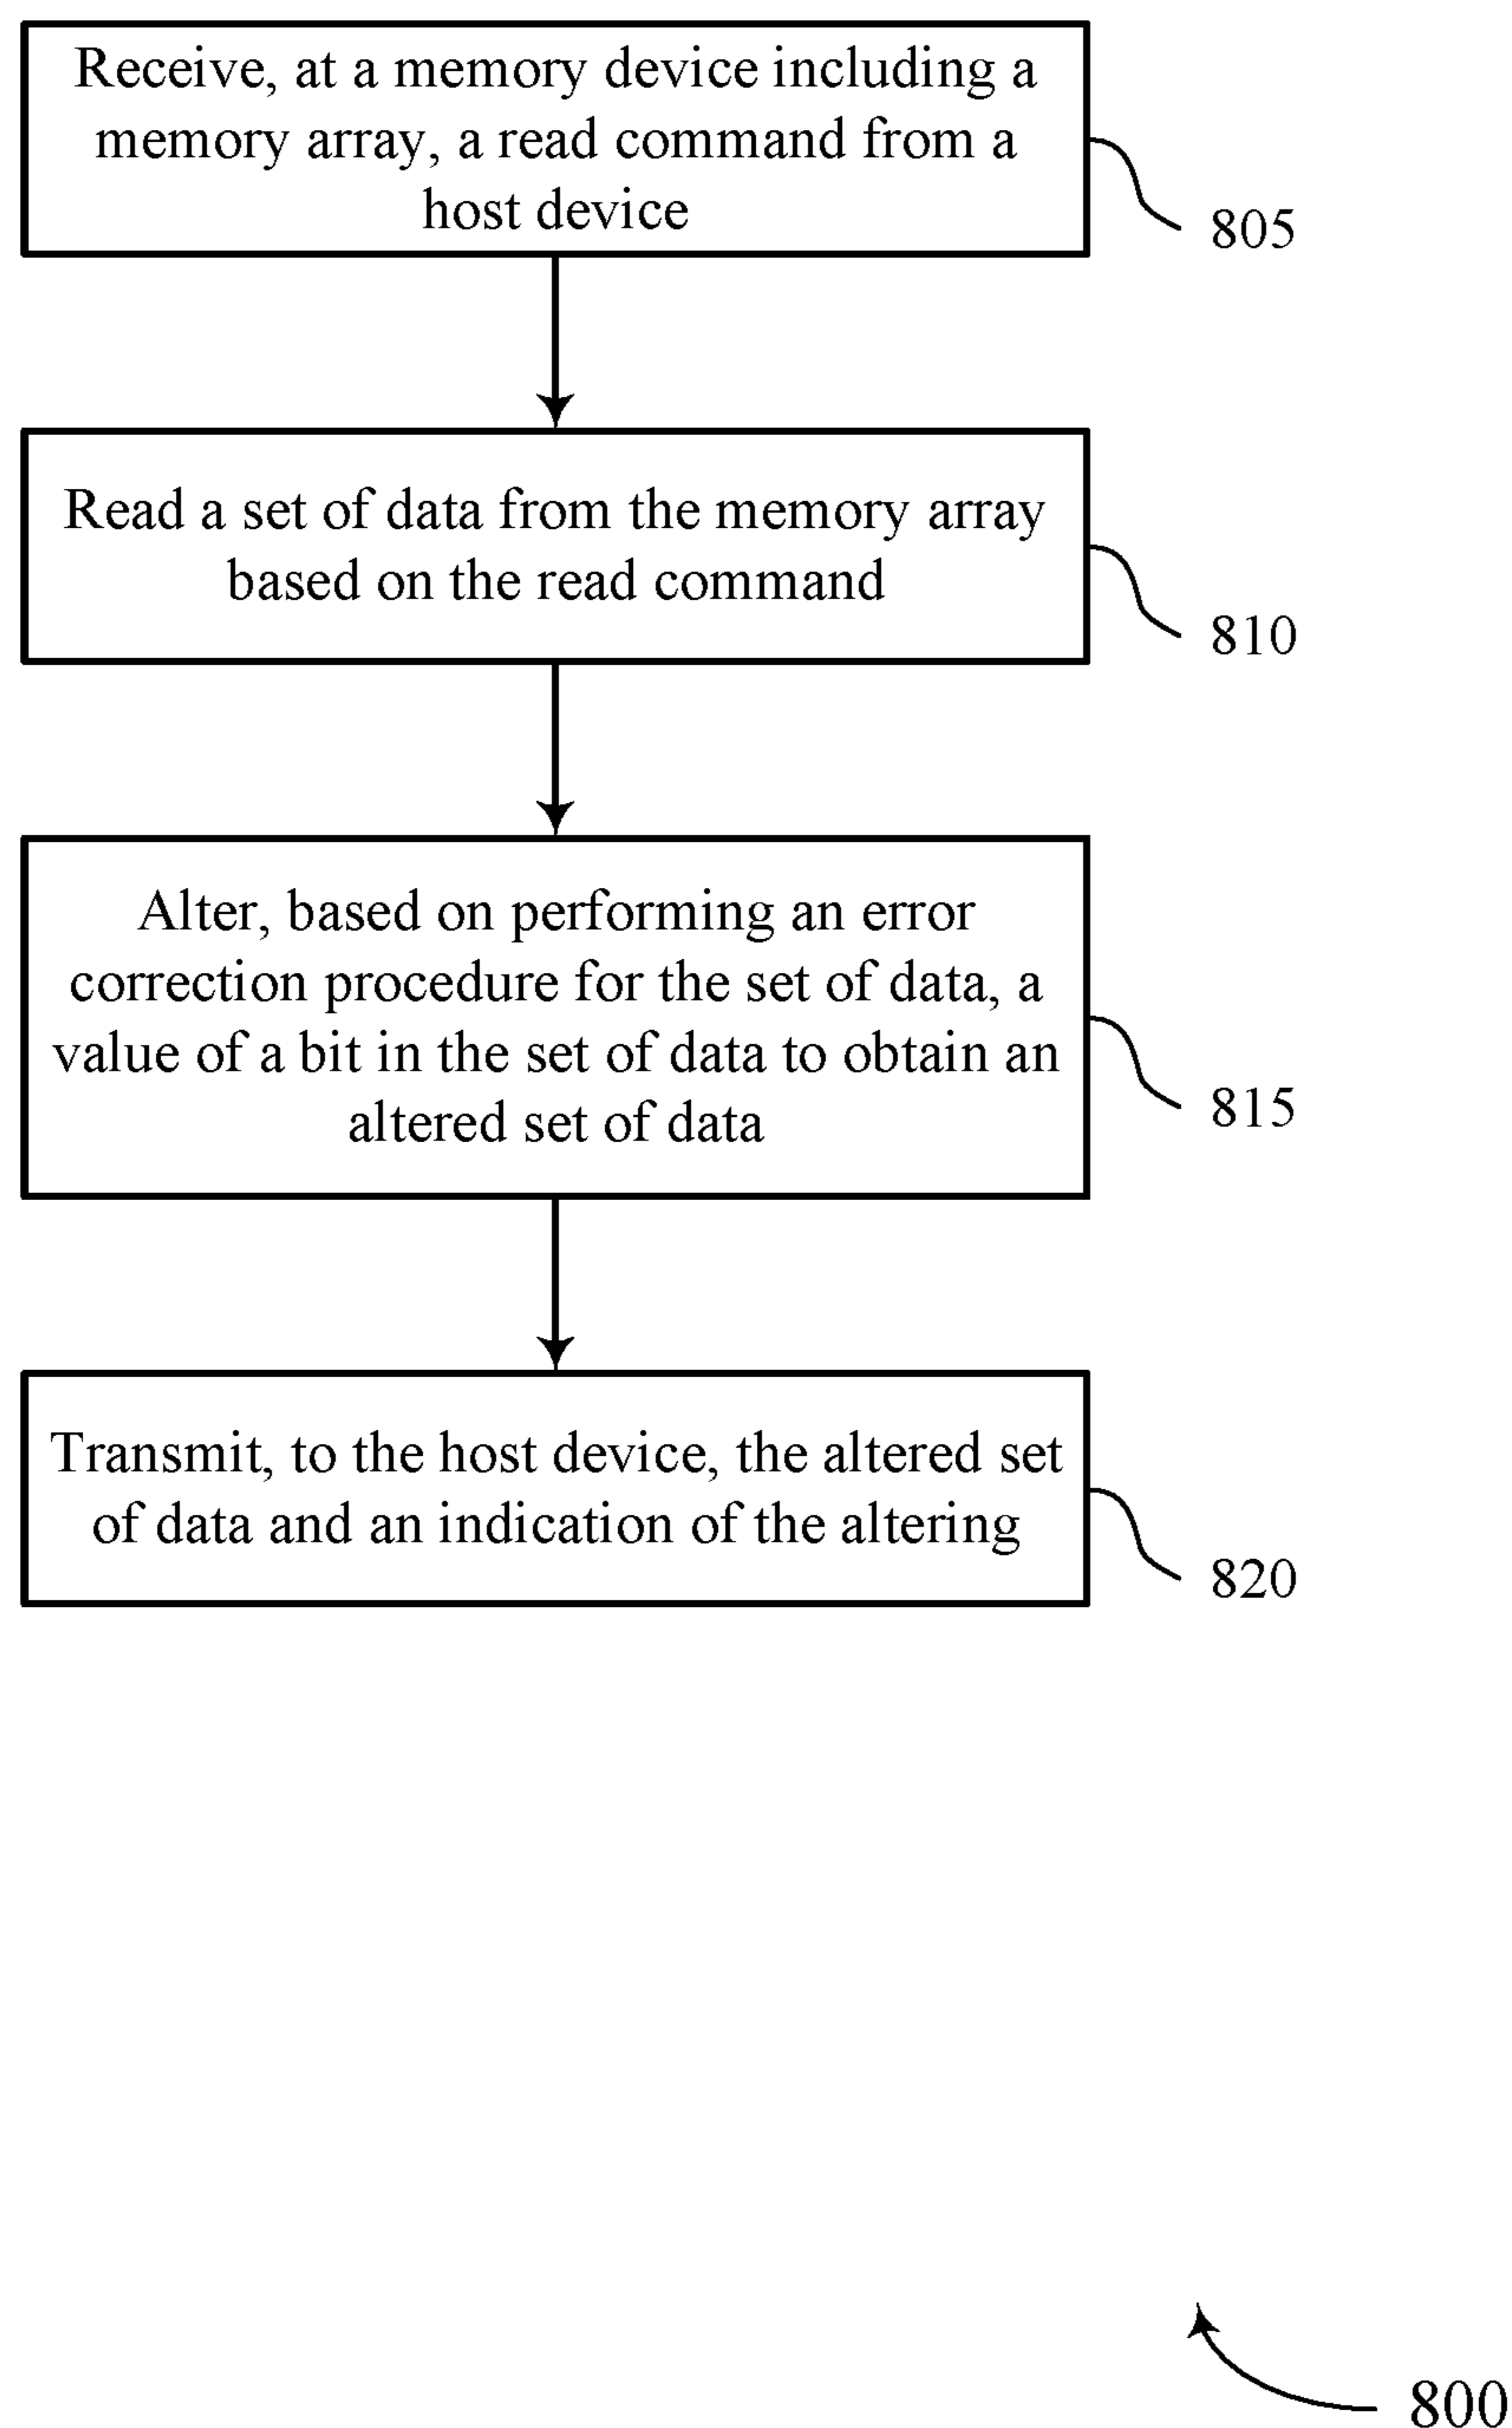 Receive, at a memory device including a
memory array, a read command from a
host device
805
Read a set of data from the memory array
based on the read command
810
Alter, based on performing an error
correction procedure for the set of data, a
value of a bit in the set of data to obtain an
altered set of data
815
Transmit, to the host device, the altered set
of data and an indication of the altering
820
800